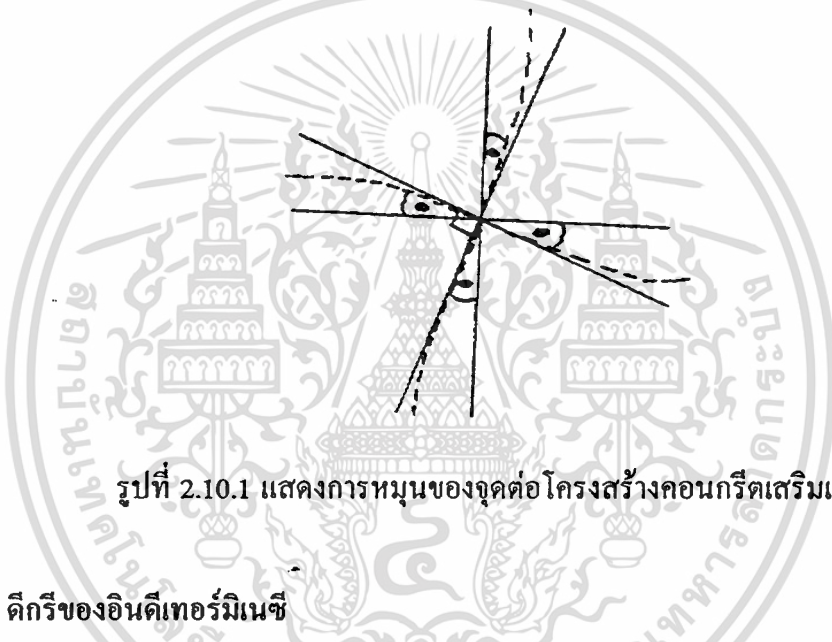 รูปที่ 2.10.1 แสดงการหมุนของจุดต่อโครงสร้างคอนกรีตเสริมเ
ดีกรีของอินดีเทอร์มิเนซี